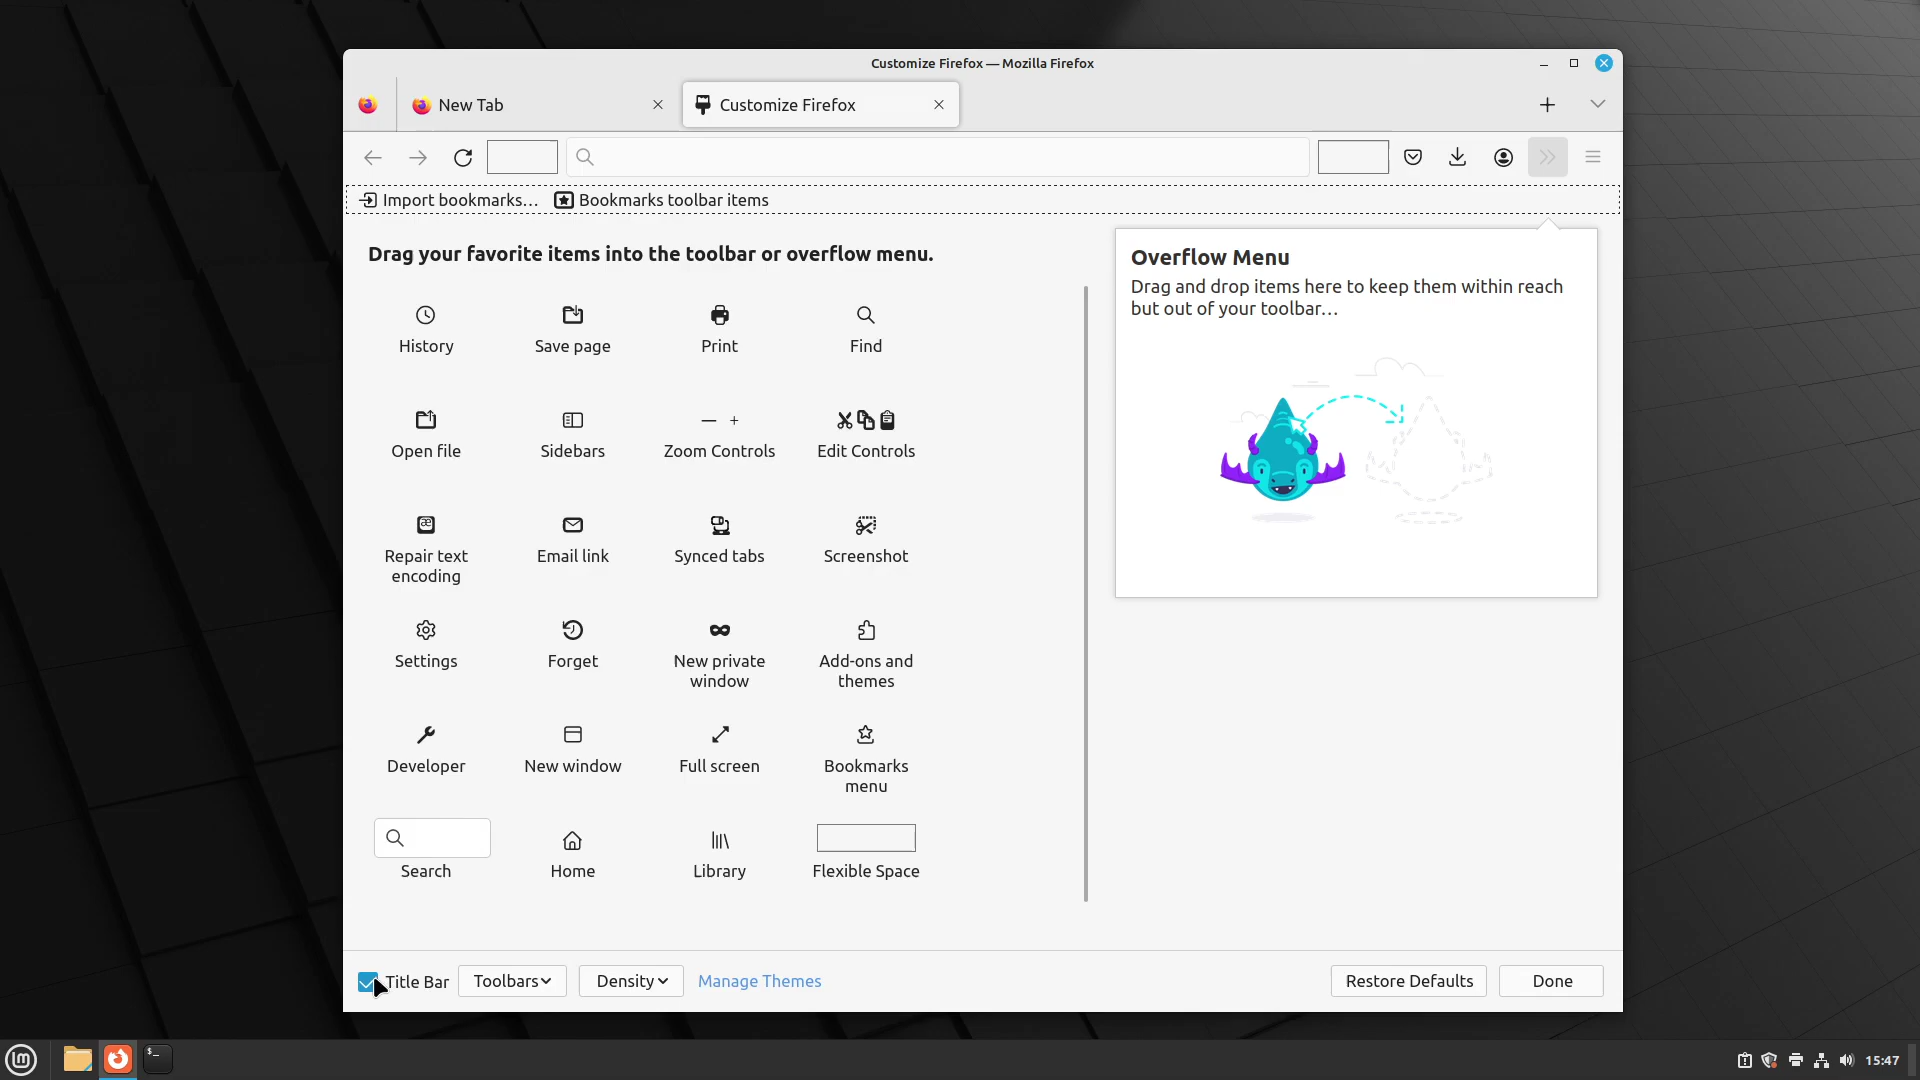 Customize Firefox — Mozilla Firefox
New Tab
Customize Firefox
Import bookmarks…
Bookmarks toolbar items
Drag your favorite items into the toolbar or overflow menu.
Overflow Menu
Drag and drop items here to keep them within reach
but out of your toolbar…
History
Save page
Print
Find
Open file
Sidebars
Zoom Controls
Edit Controls
Repair text
encoding
Email link
Synced tabs
Screenshot
Settings
Forget
New private
window
Add-ons and
themes
Developer
New window
Full screen
Bookmarks
menu
Search
Home
Library
Flexible Space
Title Bar
Toolbars
Density
Manage Themes
Restore Defaults
Done
15:47